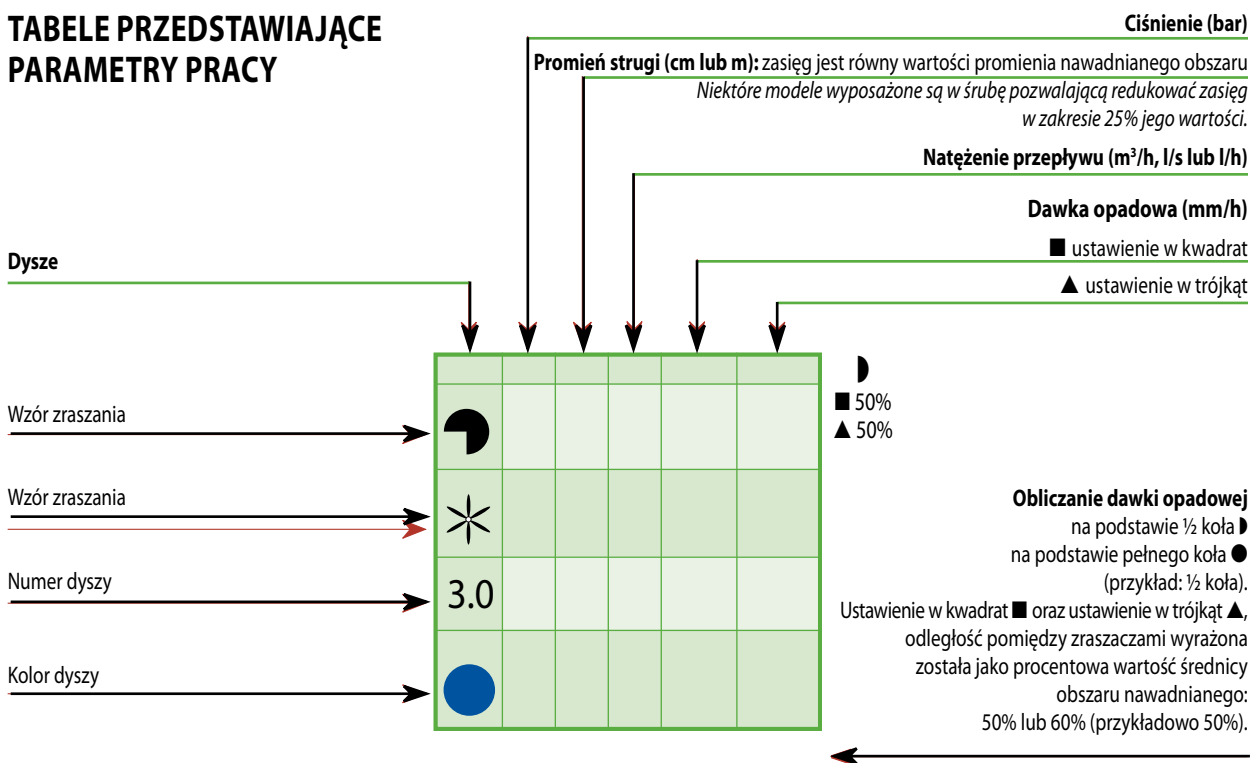 TABELE PRZEDSTAWIAJĄCE
PARAMETRY PRACY
Ciśnienie (bar)
Promień strugi (cm lub m): zasięg jest równy wartości promienia nawadnianego obszaru
Niektóre modele wyposażone są w śrubę pozwalającą redukować zasięg
w zakresie 25% jego wartości.
Natężenie przepływu (m³/h, l/s lub l/h)
Dawka opadowa (mm/h)
■ ustawienie w kwadrat
▲ ustawienie w trójkąt
Dysze
Wzór zraszania
■ 50%
▲ 50%
Wzór zraszania
Numer dyszy
3.0
Kolor dyszy
Obliczanie dawki opadowej
na podstawie ½ koła ◗
na podstawie pełnego koła ●
(przykład: ½ koła).
Ustawienie w kwadrat ■ oraz ustawienie w trójkąt ▲,
odległość pomiędzy zraszaczami wyrażona
została jako procentowa wartość średnicy
obszaru nawadnianego:
50% lub 60% (przykładowo 50%).